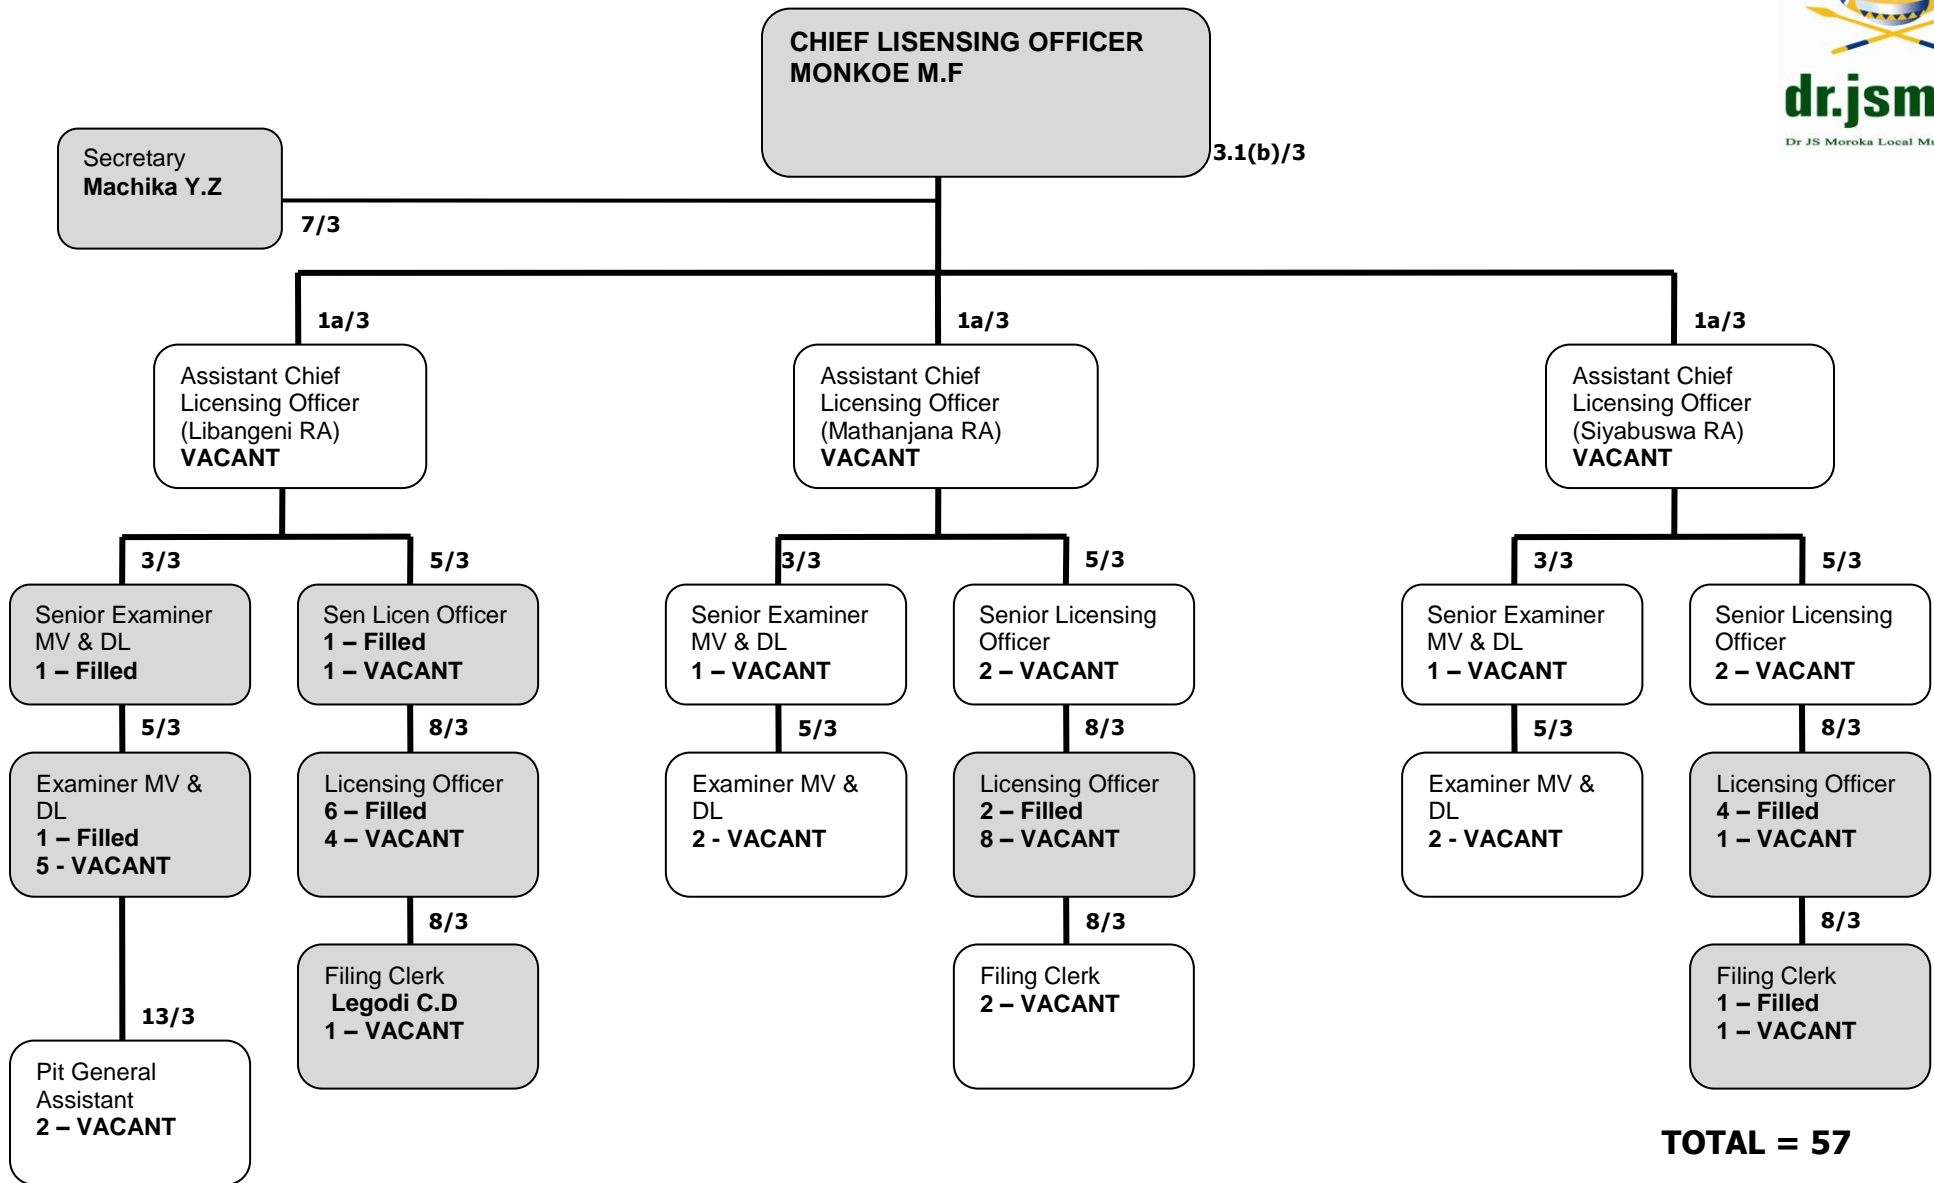 CHIEF LISENSING OFFICER
MONKOE M.F
3.1(b)/3
dr.jsm
Dr JS Moroka Local Mu
Secretary
Machika Y.Z
7/3
1a/3
1a/3
1a/3
Assistant Chief
Licensing Officer
(Libangeni RA)
VACANT
Assistant Chief
Licensing Officer
(Mathanjana RA)
VACANT
Assistant Chief
Licensing Officer
(Siyabuswa RA)
VACANT
3/3
5/3
3/3
5/3
3/3
5/3
Senior Examiner
MV & DL
1 – Filled
Sen Licen Officer
1 – Filled
1 – VACANT
Senior Examiner
MV & DL
1 – VACANT
Senior Licensing
Officer
2 – VACANT
Senior Examiner
MV & DL
1 – VACANT
Senior Licensing
Officer
2 – VACANT
5/3
8/3
5/3
8/3
5/3
8/3
Examiner MV &
DL
1 – Filled
5 - VACANT
Licensing Officer
6 – Filled
4 – VACANT
Examiner MV &
DL
2 - VACANT
Licensing Officer
2 – Filled
8 – VACANT
Examiner MV &
DL
2 - VACANT
Licensing Officer
4 – Filled
1 – VACANT
8/3
8/3
8/3
Filing Clerk
Legodi C.D
1 – VACANT
Filing Clerk
2 – VACANT
Filing Clerk
1 – Filled
1 – VACANT
13/3
Pit General
Assistant
2 – VACANT
TOTAL = 57